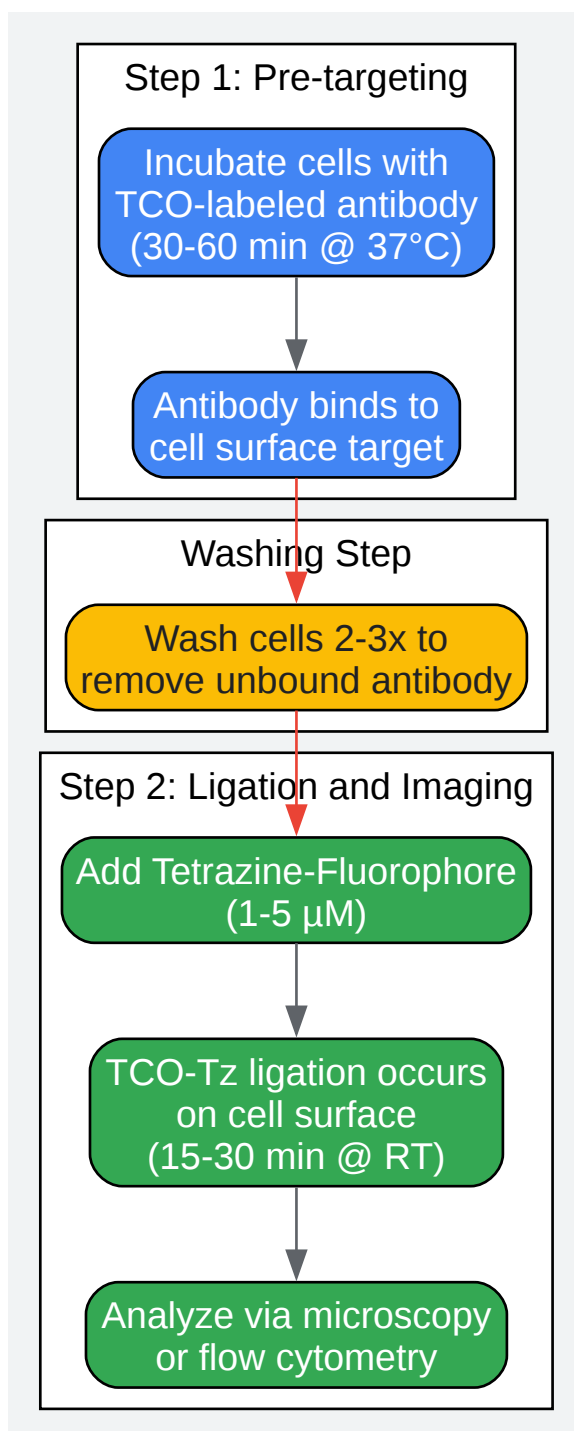 Step 1: Pre-targeting
Incubate cells with
TCO-labeled antibody
(30-60 min @ 37°C)
Antibody binds to
cell surface target
Washing Step
Wash cells 2-3x to
remove unbound antibody
Step 2: Ligation and Imaging
Add Tetrazine-Fluorophore
(1-5 µM)
TCO-Tz ligation occurs
on cell surface
(15-30 min @ RT)
Analyze via microscopy
or flow cytometry